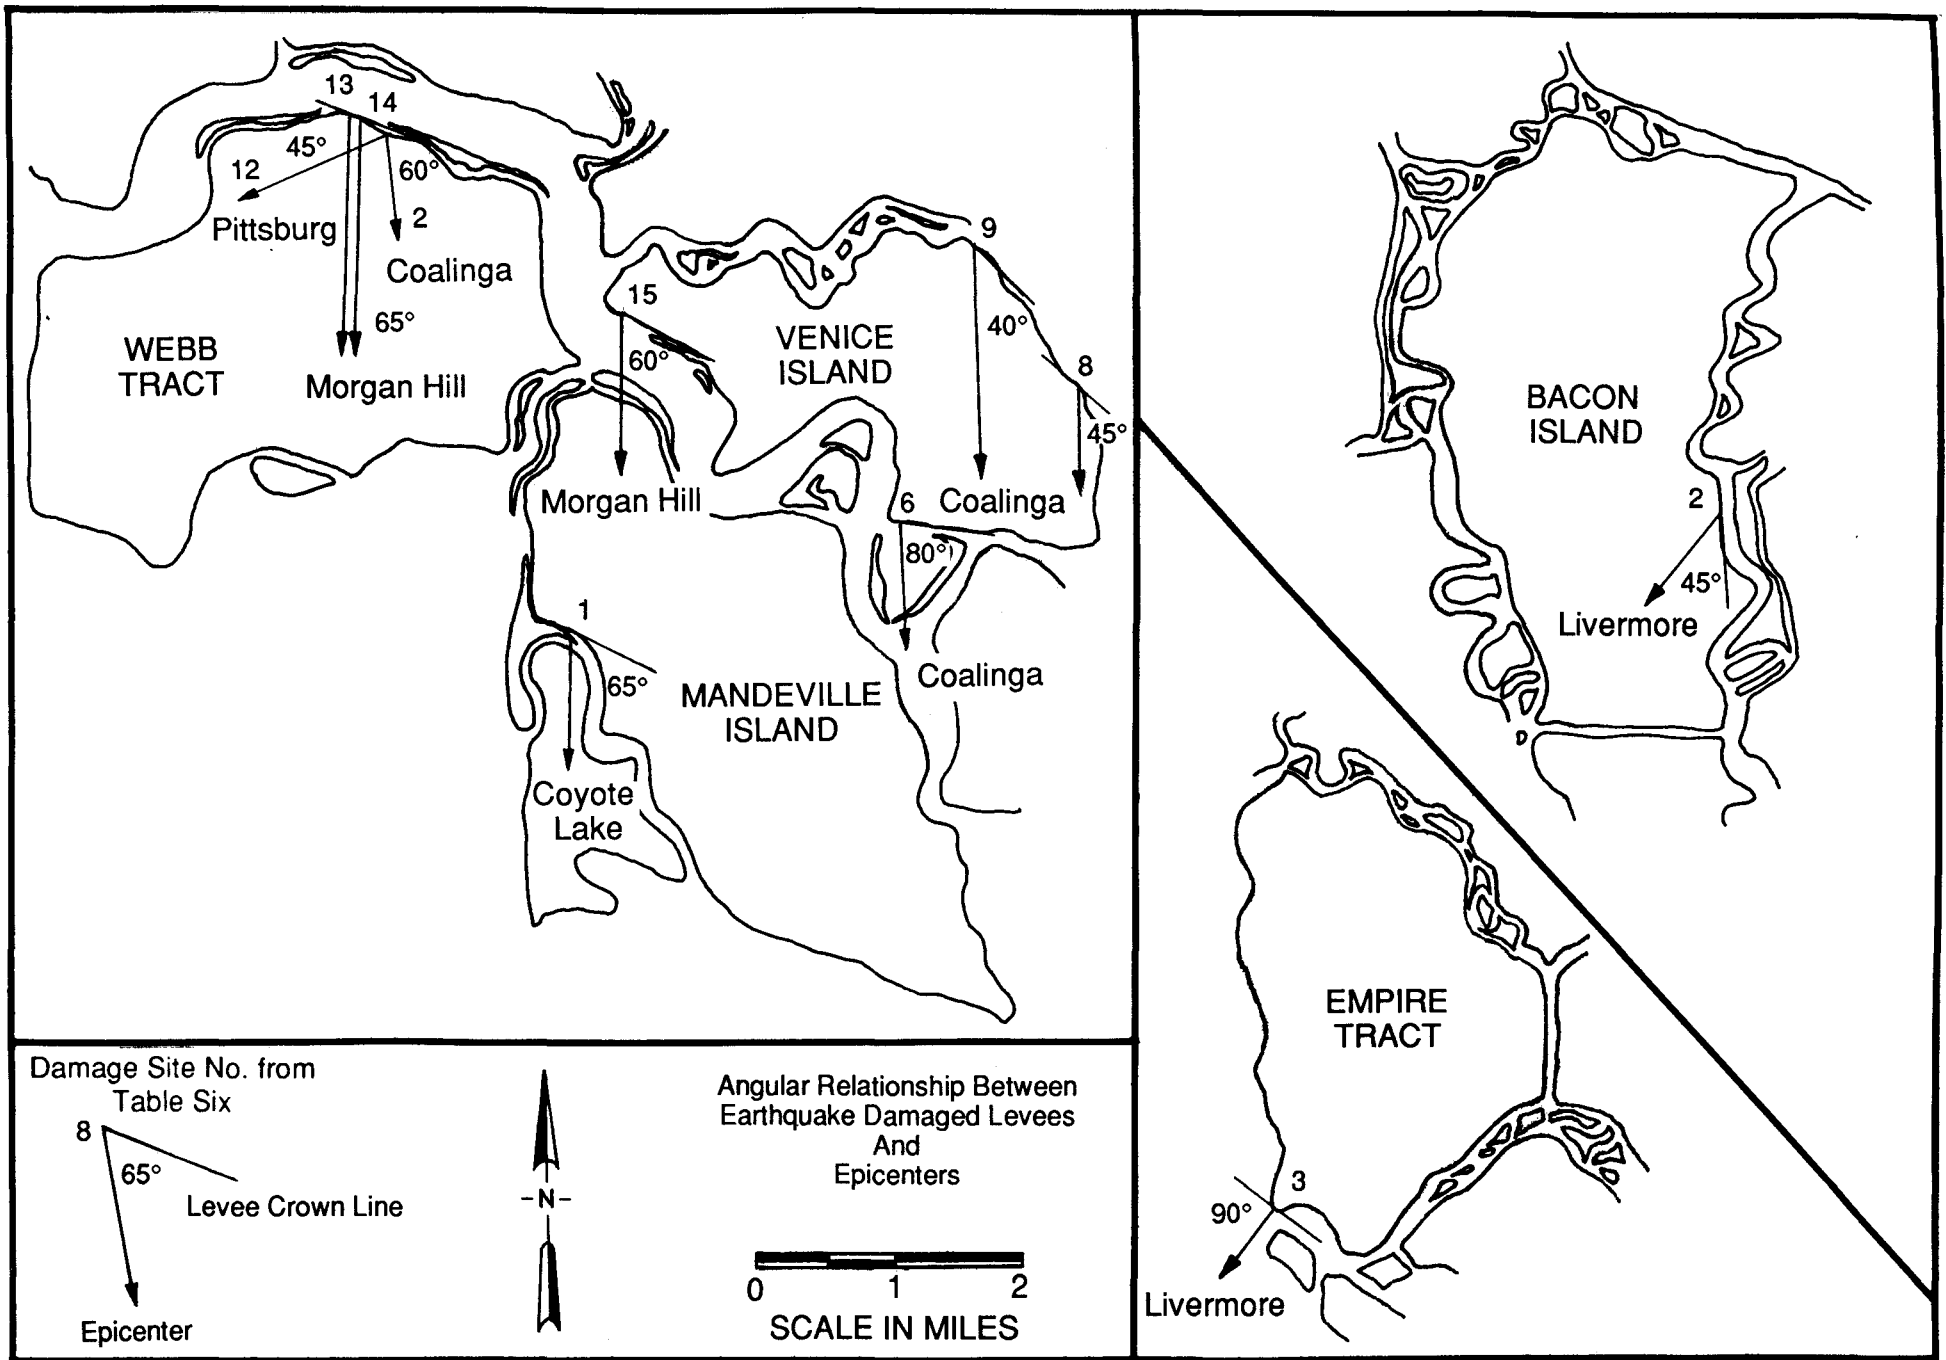 13
14
45°
12
60°
Pittsburg
2
Coalinga
65°
WEBB
TRACT
Morgan Hill
15
60°
Morgan Hill
VENICE
ISLAND
9
40°
8
45°
6
Coalinga
80°
Coalinga
1
65°
MANDEVILLE
ISLAND
Coyote
Lake
BACON
ISLAND
2
45°
Livermore
EMPIRE
TRACT
3
90°
Livermore
Damage Site No. from
Table Six
8
65°
Levee Crown Line
Epicenter
-N-
Angular Relationship Between
Earthquake Damaged Levees
And
Epicenters
0 1 2
SCALE IN MILES